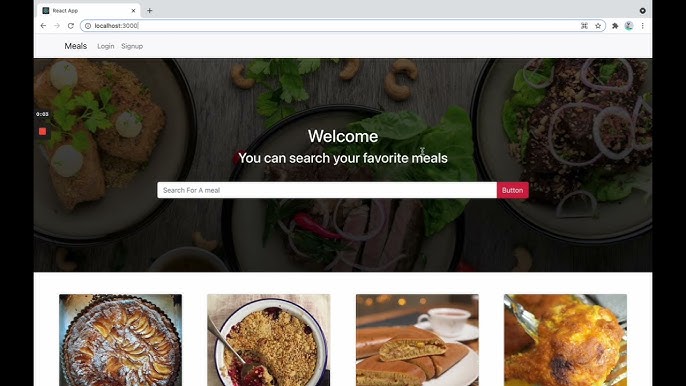 React App
localhost:3000
Meals Login Signup
0:03
Welcome
You can search your favorite meals
Search For A meal
Button